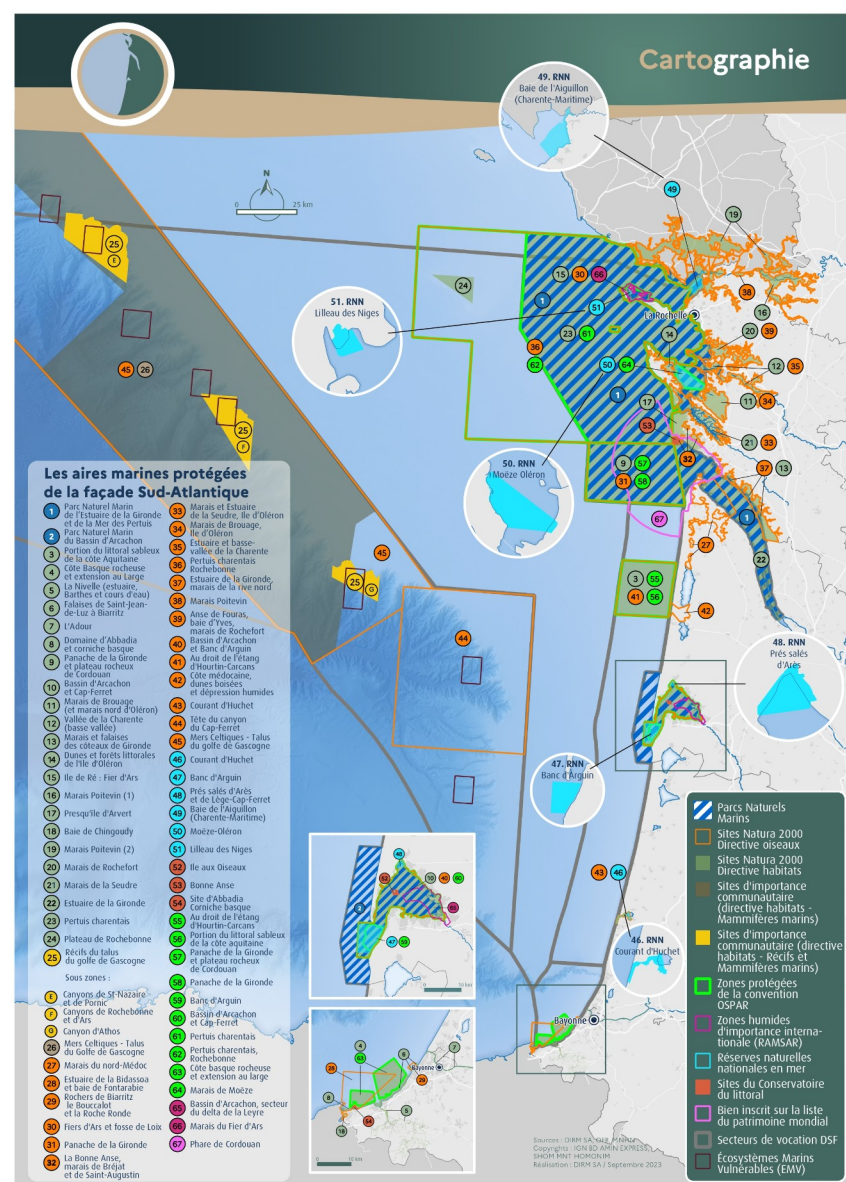 Cartographie
49. RNN
Baie de l'Aiguillon
(Charente-Maritime)
N
0
25 km
51. RNN
Lilleau des Niges
La Rochelle
50. RNN
Moëze Oléron
48. RNN
Prés salés
d'Arès
47. RNN
Banc d'Arguin
46. RNN
Courant d'Huchet
Bayonne
Les aires marines protégées
de la façade Sud-Atlantique
1 Parc Naturel Marin
de l'Estuaire de la Gironde
et de la Mer des Pertuis
2 Parc Naturel Marin
du Bassin d'Arcachon
3 Portion du littoral sableux
de la côte Aquitaine
4 Côte Basque rocheuse
et extension au Large
5 La Nivelle (estuaire,
Barthes et cours d'eau)
6 Falaises de Saint-Jean-
de-Luz à Biarritz
7 L'Adour
8 Domaine d'Abbadia
et corniche basque
9 Panache de la Gironde
et plateau rocheux
de Cordouan
10 Bassin d'Arcachon
et Cap-Ferret
11 Marais de Brouage
(et marais nord d'Oléron)
12 Vallée de la Charente
(basse vallée)
13 Marais et falaises
des côteaux de Gironde
14 Dunes et forêts littorales
de l'Ile d'Oléron
15 Ile de Ré : Fier d'Ars
16 Marais Poitevin (1)
17 Presqu'île d'Arvert
18 Baie de Chingoudy
19 Marais Poitevin (2)
20 Marais de Rochefort
21 Marais de la Seudre
22 Estuaire de la Gironde
23 Pertuis charentais
24 Plateau de Rochebonne
25 Récifs du talus
du golfe de Gascogne
Sous zones :
E Canyons de St-Nazaire
et de Pornic
F Canyons de Rochebonne
et d'Ars
G Canyon d'Athos
26 Mers Celtiques - Talus
du Golfe de Gascogne
27 Marais du nord-Médoc
28 Estuaire de la Bidassoa
et baie de Fontarabie
29 Rochers de Biarritz
le Bouccalot
et la Roche Ronde
30 Fiers d'Ars et fosse de Loix
31 Panache de la Gironde
32 La Bonne Anse,
marais de Bréjat
et de Saint-Augustin
33 Marais et Estuaire
de la Seudre, Ile d'Oléron
34 Marais de Brouage,
Ile d'Oléron
35 Estuaire et basse-
vallée de la Charente
36 Pertuis charentais
Rochebonne
37 Estuaire de la Gironde,
marais de la rive nord
38 Marais Poitevin
39 Anse de Fouras,
baie d'Yves,
marais de Rochefort
40 Bassin d'Arcachon
et Banc d'Arguin
41 Au droit de l'étang
d'Hourtin-Carcans
42 Côte médocaine,
dunes boisées
et dépression humides
43 Courant d'Huchet
44 Tête du canyon
du Cap-Ferret
45 Mers Celtiques - Talus
du golfe de Gascogne
46 Courant d'Huchet
47 Banc d'Arguin
48 Prés salés d'Arès
et de Lège-Cap-Ferret
49 Baie de l'Aiguillon
(Charente-Maritime)
50 Moëze-Oléron
51 Lilleau des Niges
52 Ile aux Oiseaux
53 Bonne Anse
54 Site d'Abbadia
Corniche basque
55 Au droit de l'étang
d'Hourtin-Carcans
56 Portion du littoral sableux
de la côte aquitaine
57 Panache de la Gironde
et plateau rocheux
de Cordouan
58 Panache de la Gironde
59 Banc d'Arguin
60 Bassin d'Arcachon
et Cap-Ferret
61 Pertuis charentais
62 Pertuis charentais,
Rochebonne
63 Côte basque rocheuse
et extension au large
64 Marais de Moëze
65 Bassin d'Arcachon, secteur
du delta de la Leyre
66 Marais du Fier d'Ars
67 Phare de Cordouan
10 km
Bayonne
0
10 km
Parcs Naturels
Marins
Sites Natura 2000
Directive oiseaux
Sites Natura 2000
Directive habitats
Sites d'importance
communautaire
(directive habitats -
Mammifères marins)
Sites d'importance
communautaire (directive
habitats - Récifs et
Mammifères marins)
Zones protégées
de la convention
OSPAR
Zones humides
d'importance interna-
tionale (RAMSAR)
Réserves naturelles
nationales en mer
Sites du Conservatoire
du littoral
Bien inscrit sur la liste
du patrimoine mondial
Secteurs de vocation DSF
Écosystèmes Marins
Vulnérables (EMV)
Sources : DIRM SA, OFB, MNHN
Copyrights : IGN BD AMIN EXPRESS,
SHOM MNT HOMONIM
Réalisation : DIRM SA / Septembre 2023